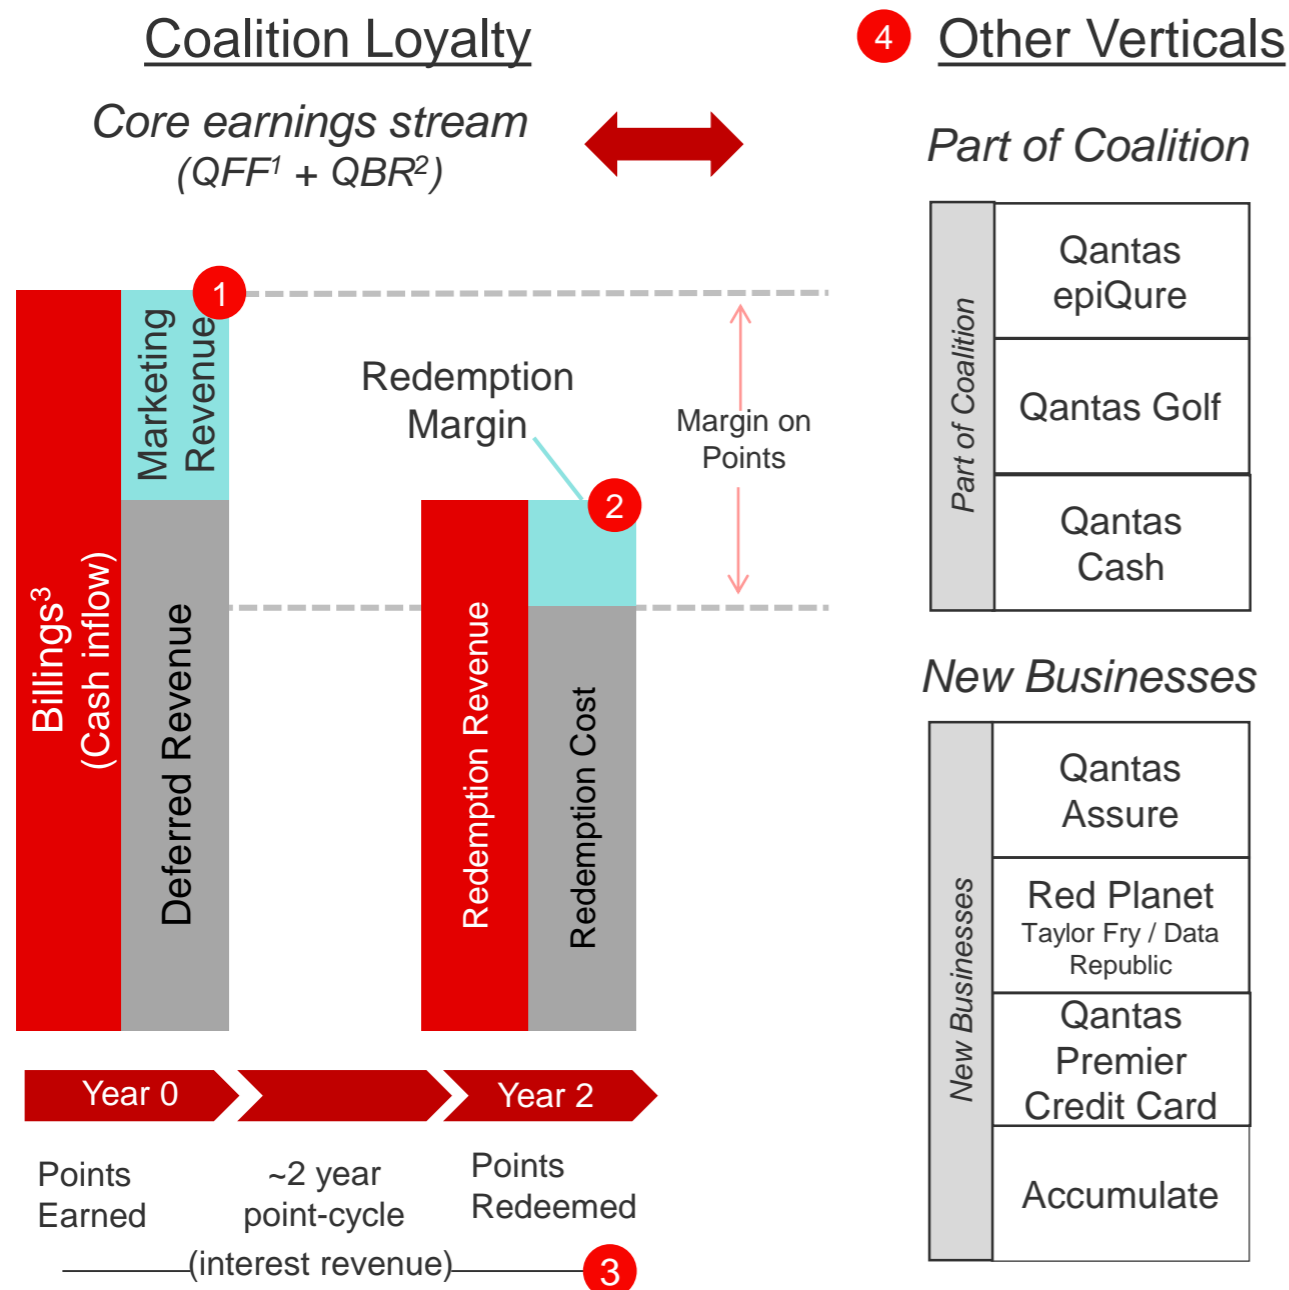 Coalition Loyalty
4 Other Verticals
Core earnings stream
(QFF¹ + QBR²)
Part of Coalition
Part of Coalition
Qantas
epiQure
Qantas Golf
Qantas
Cash
1
Marketing
Revenue
Billings³
(Cash inflow)
Deferred Revenue
Redemption
Margin
2
Margin on
Points
Redemption Revenue
Redemption Cost
New Businesses
New Businesses
Qantas
Assure
Red Planet
Taylor Fry / Data
Republic
Qantas
Premier
Credit Card
Accumulate
Year 0
Year 2
Points
Earned
~2 year
point-cycle
Points
Redeemed
(interest revenue)
3